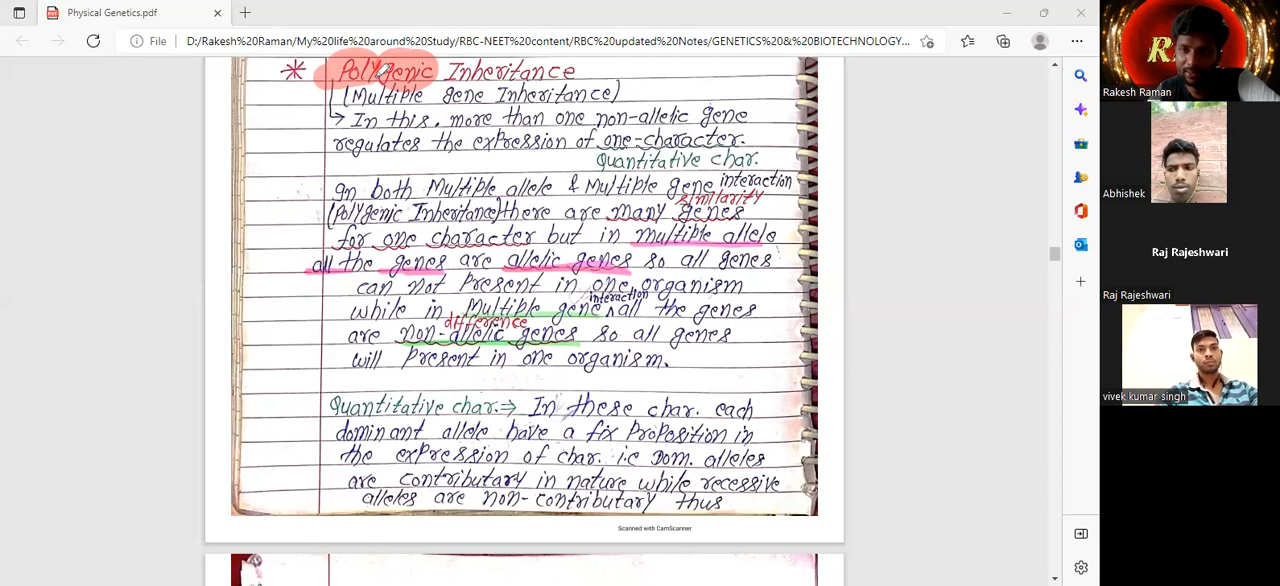 Physical Genetics.pdf
File
D:/Rakesh%20Raman/My%20life%20around%20Study/RBC-NEET%20content/RBC%20updated%20Notes/GENETICS%20&%20BIOTECHNOLOGY...
* Polygenic Inheritance
(Multiple gene Inheritance)
→ In this, more than one non-allelic gene
regulates the expression of one-character.
Quantitative char.
In both Multiple allele & Multiple gene interaction
similarity
(Polygenic Inheritance) there are many genes
for one character but in multiple allele
all the genes are allelic genes so all genes
can not present in one organism
interaction
while in Multiple gene ^ all the genes
difference
are non-allelic genes so all genes
will present in one organism.
Quantitative char. ⇒ In these char. each
dominant allele have a fix Proposition in
the expression of char. ie Dom. alleles
are contributary in nature while recessive
alleles are non-contributary thus
Scanned with CamScanner
Rakesh Raman
Abhishek
Raj Rajeshwari
Raj Rajeshwari
vivek kumar singh